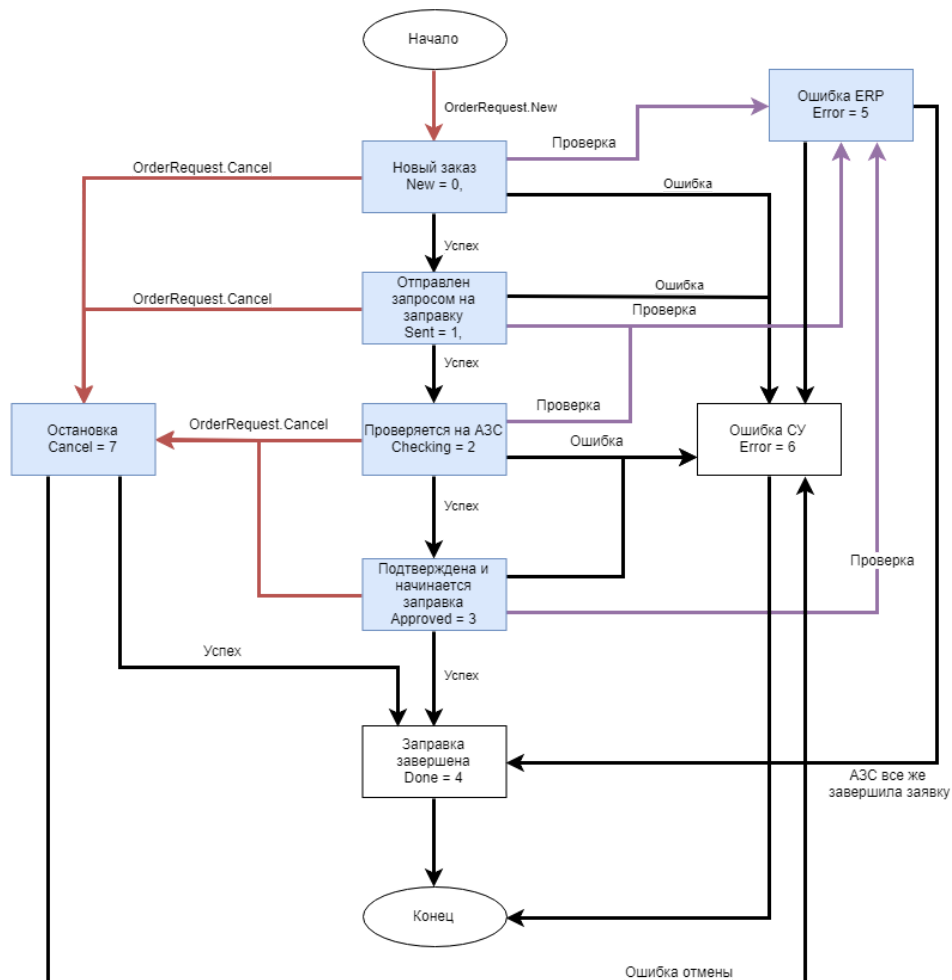 Начало
OrderRequest.New
Ошибка ERP
Error = 5
Проверка
OrderRequest.Cancel
Новый заказ
New = 0,
Ошибка
Успех
Отправлен
запросом на
заправку
Sent = 1,
OrderRequest.Cancel
Ошибка
Проверка
Успех
Остановка
Cancel = 7
OrderRequest.Cancel
Проверяется на АЗС
Checking = 2
Проверка
Ошибка
Ошибка СУ
Error = 6
Успех
Подтверждена и
начинается
заправка
Approved = 3
Проверка
Успех
Успех
Заправка
завершена
Done = 4
АЗС все же
завершила заявку
Конец
Ошибка отмены